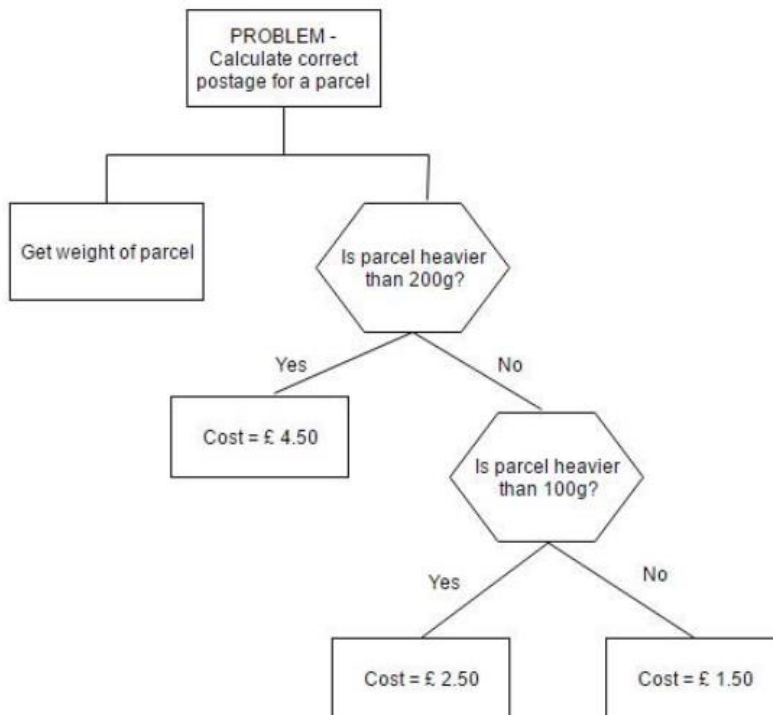 PROBLEM -
Calculate correct
postage for a parcel
Get weight of parcel
Is parcel heavier
than 200g?
Yes
No
Cost = £ 4.50
Is parcel heavier
than 100g?
Yes
No
Cost = £ 2.50
Cost = £ 1.50